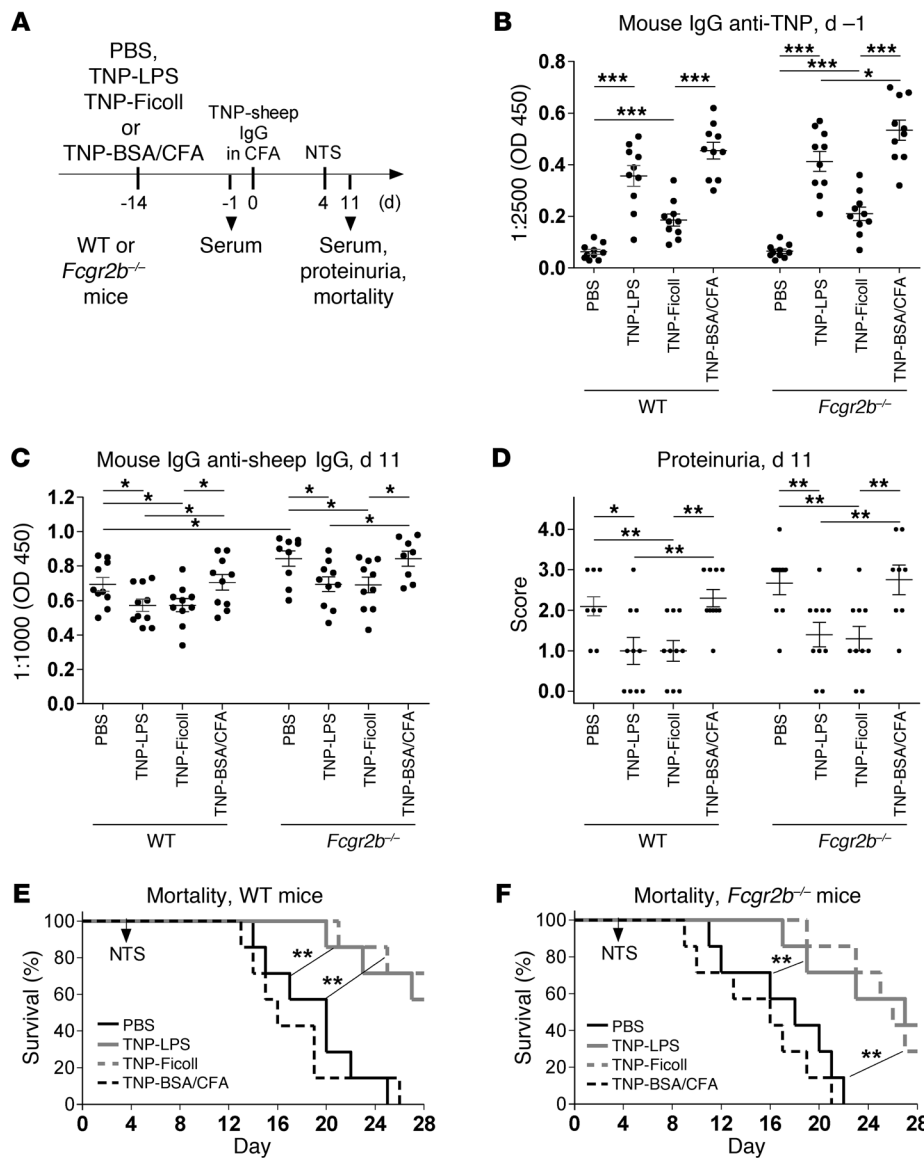 A
PBS,
TNP-LPS
TNP-Ficoll
or
TNP-BSA/CFA
TNP-sheep
IgG
in CFA
NTS
-14
-1
0
4
11
(d)
WT or
Fcgr2b–/–
mice
Serum
Serum,
proteinuria,
mortality
B
Mouse IgG anti-TNP, d –1
1:2500 (OD 450)
0.8
0.6
0.4
0.2
0.0
***
***
***
***
***
***
*
PBS
TNP-LPS
TNP-Ficoll
TNP-BSA/CFA
PBS
TNP-LPS
TNP-Ficoll
TNP-BSA/CFA
WT
Fcgr2b–/–
C
Mouse IgG anti-sheep IgG, d 11
1:1000 (OD 450)
1.2
1.0
0.8
0.6
0.4
0.2
0.0
*
*
*
*
*
*
*
*
*
PBS
TNP-LPS
TNP-Ficoll
TNP-BSA/CFA
PBS
TNP-LPS
TNP-Ficoll
TNP-BSA/CFA
WT
Fcgr2b–/–
D
Proteinuria, d 11
Score
4.0
3.0
2.0
1.0
0.0
*
**
**
**
**
**
**
**
PBS
TNP-LPS
TNP-Ficoll
TNP-BSA/CFA
PBS
TNP-LPS
TNP-Ficoll
TNP-BSA/CFA
WT
Fcgr2b–/–
E
Mortality, WT mice
Survival (%)
100
80
60
40
20
0
NTS
**
**
PBS
TNP-LPS
TNP-Ficoll
TNP-BSA/CFA
0 4 8 12 16 20 24 28
Day
F
Mortality, Fcgr2b–/– mice
Survival (%)
100
80
60
40
20
0
NTS
**
**
PBS
TNP-LPS
TNP-Ficoll
TNP-BSA/CFA
0 4 8 12 16 20 24 28
Day